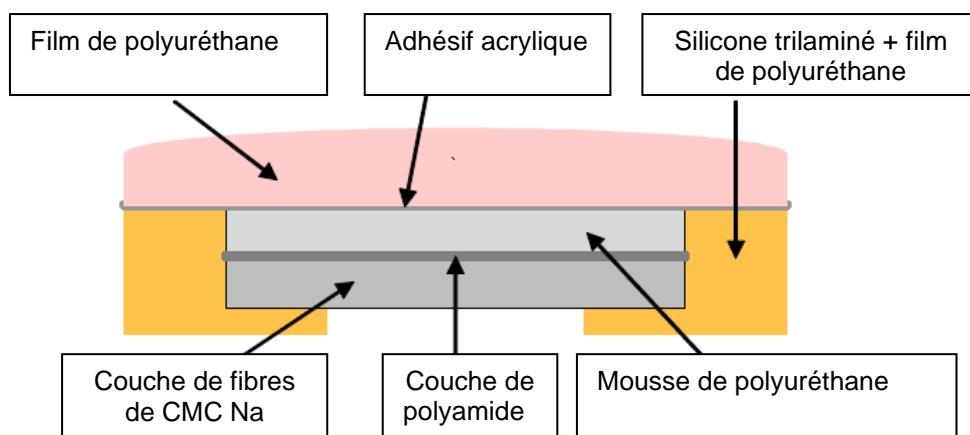 Film de polyuréthane
Adhésif acrylique
Silicone trilaminé + film
de polyuréthane
Couche de fibres
de CMC Na
Couche de
polyamide
Mousse de polyuréthane